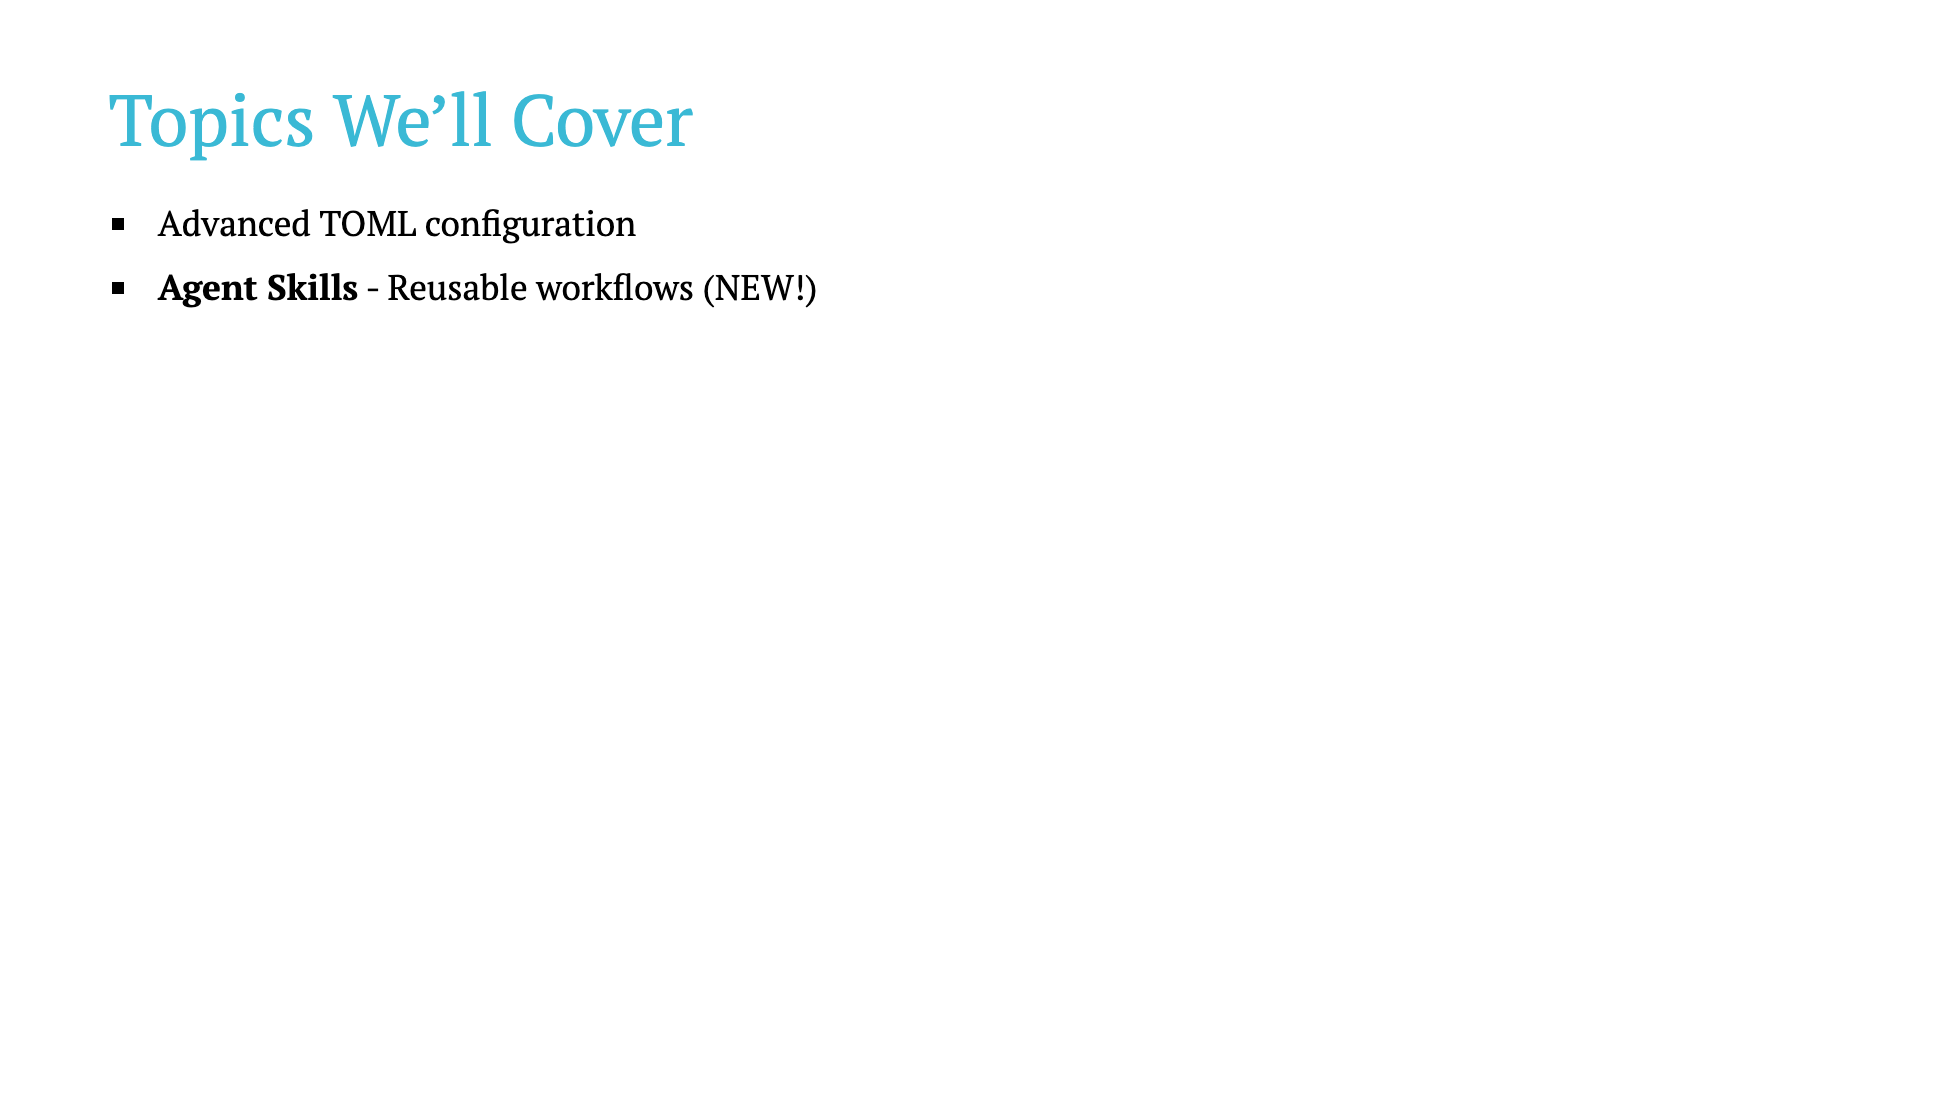 Topics We’ll Cover
▪ Advanced TOML configuration
▪ Agent Skills - Reusable workflows (NEW!)